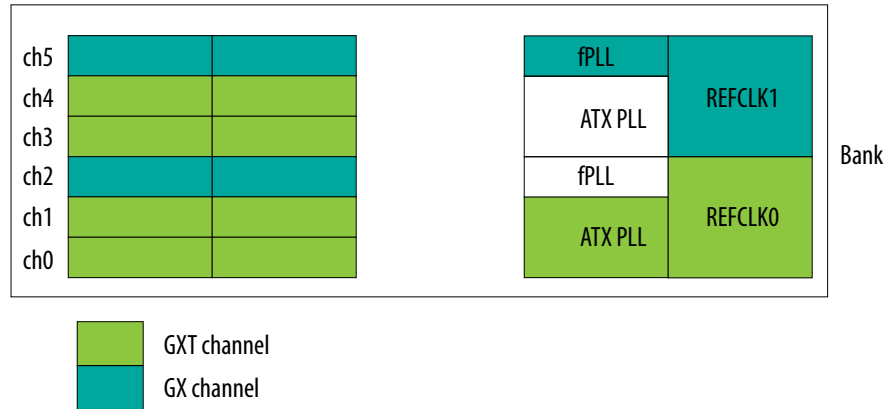 ch5
ch4
ch3
ch2
ch1
ch0
fPLL
ATX PLL
fPLL
ATX PLL
REFCLK1
REFCLK0
Bank
GXT channel
GX channel